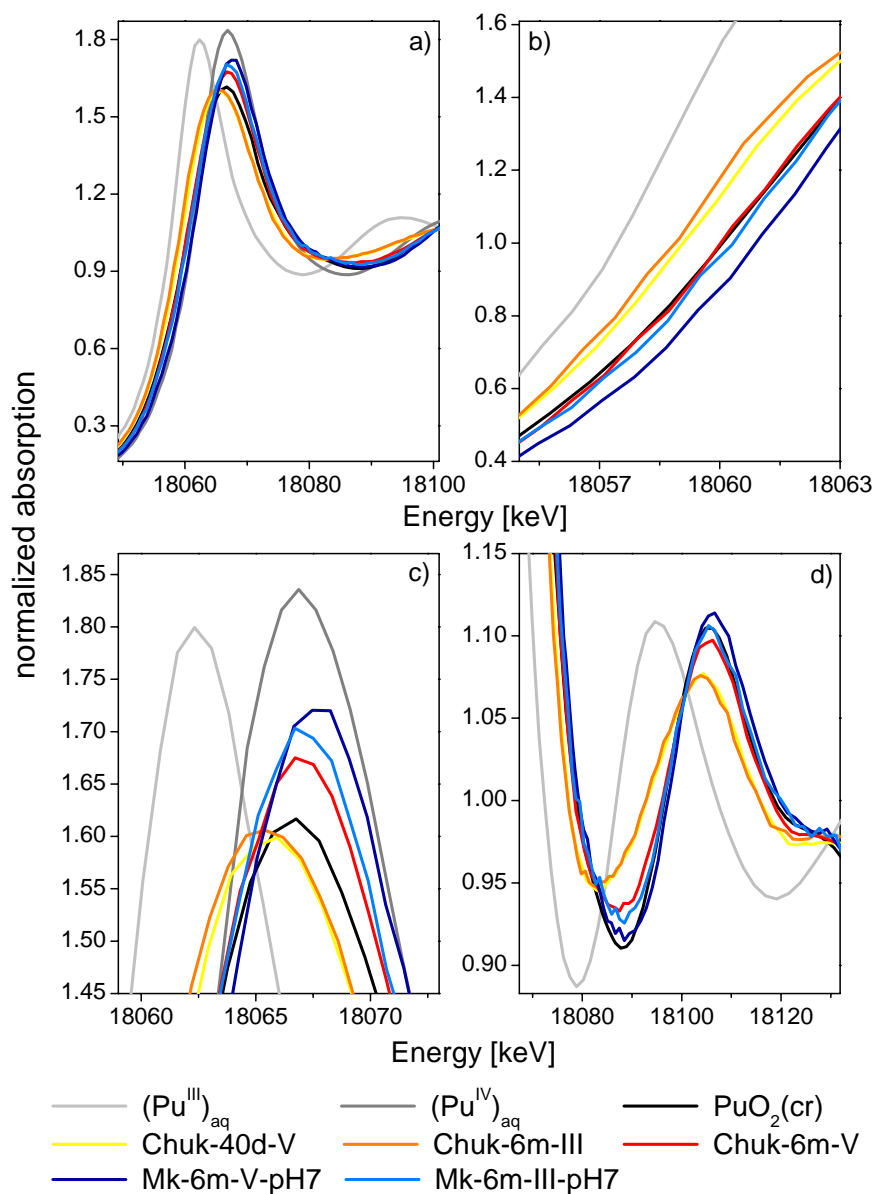 a)
1.8
1.5
1.2
0.9
0.6
0.3
18060 18080 18100
b)
1.6
1.4
1.2
1.0
0.8
0.6
0.4
18057 18060 18063
Energy [keV]
normalized absorption
c)
1.85
1.80
1.75
1.70
1.65
1.60
1.55
1.50
1.45
18060 18065 18070
d)
1.15
1.10
1.05
1.00
0.95
0.90
18080 18100 18120
Energy [keV]
(Pu^III)_aq (Pu^IV)_aq PuO_2(cr)
Chuk-40d-V Chuk-6m-III Chuk-6m-V
Mk-6m-V-pH7 Mk-6m-III-pH7